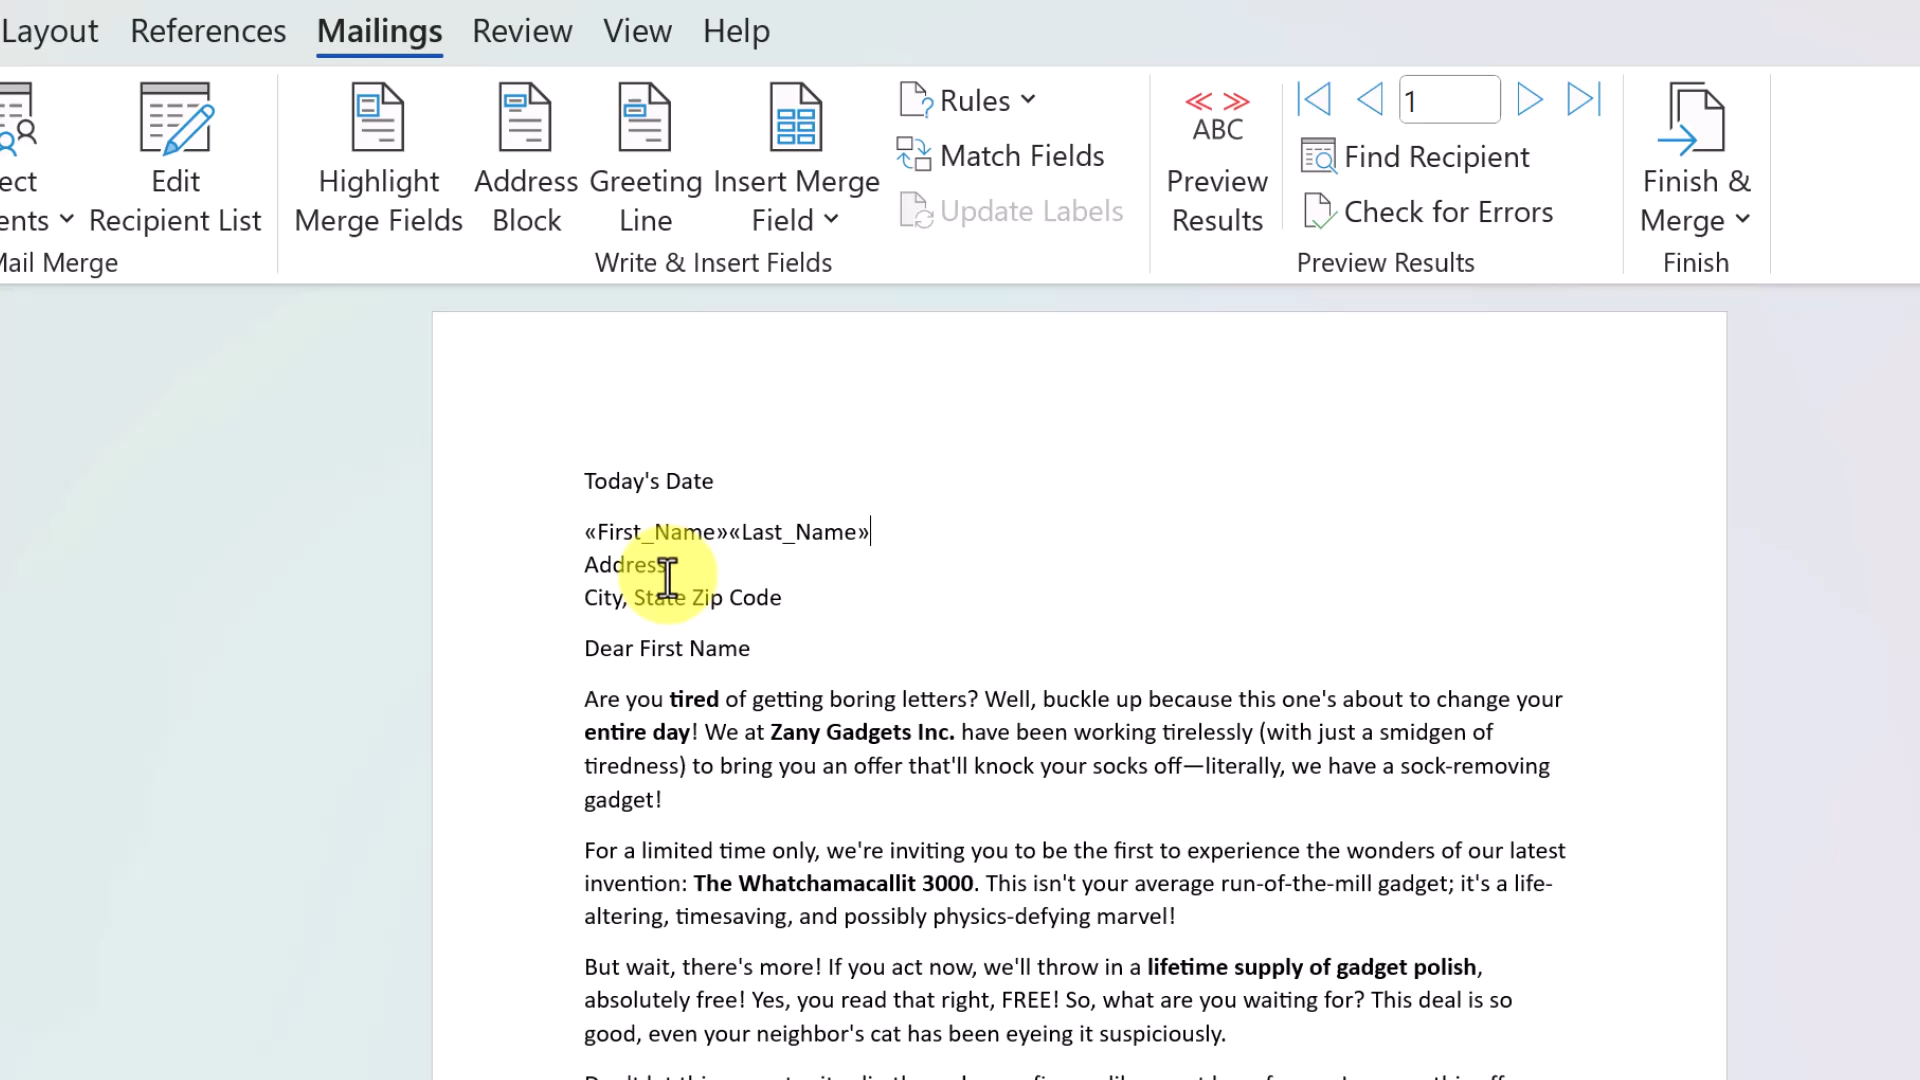 Layout References Mailings Review View Help
ect
ents
Edit
Recipient List
Mail Merge
Highlight
Merge Fields
Address
Block
Greeting
Line
Insert Merge
Field
Rules
Match Fields
Update Labels
Write & Insert Fields
ABC
Preview
Results
1
Find Recipient
Check for Errors
Preview Results
Finish &
Merge
Finish
Today's Date
«First_Name»«Last_Name»
Address
City, State Zip Code
Dear First Name
Are you tired of getting boring letters? Well, buckle up because this one's about to change your
entire day! We at Zany Gadgets Inc. have been working tirelessly (with just a smidgen of
tiredness) to bring you an offer that'll knock your socks off—literally, we have a sock-removing
gadget!
For a limited time only, we're inviting you to be the first to experience the wonders of our latest
invention: The Whatchamacallit 3000. This isn't your average run-of-the-mill gadget; it's a life-
altering, timesaving, and possibly physics-defying marvel!
But wait, there's more! If you act now, we'll throw in a lifetime supply of gadget polish,
absolutely free! Yes, you read that right, FREE! So, what are you waiting for? This deal is so
good, even your neighbor's cat has been eyeing it suspiciously.